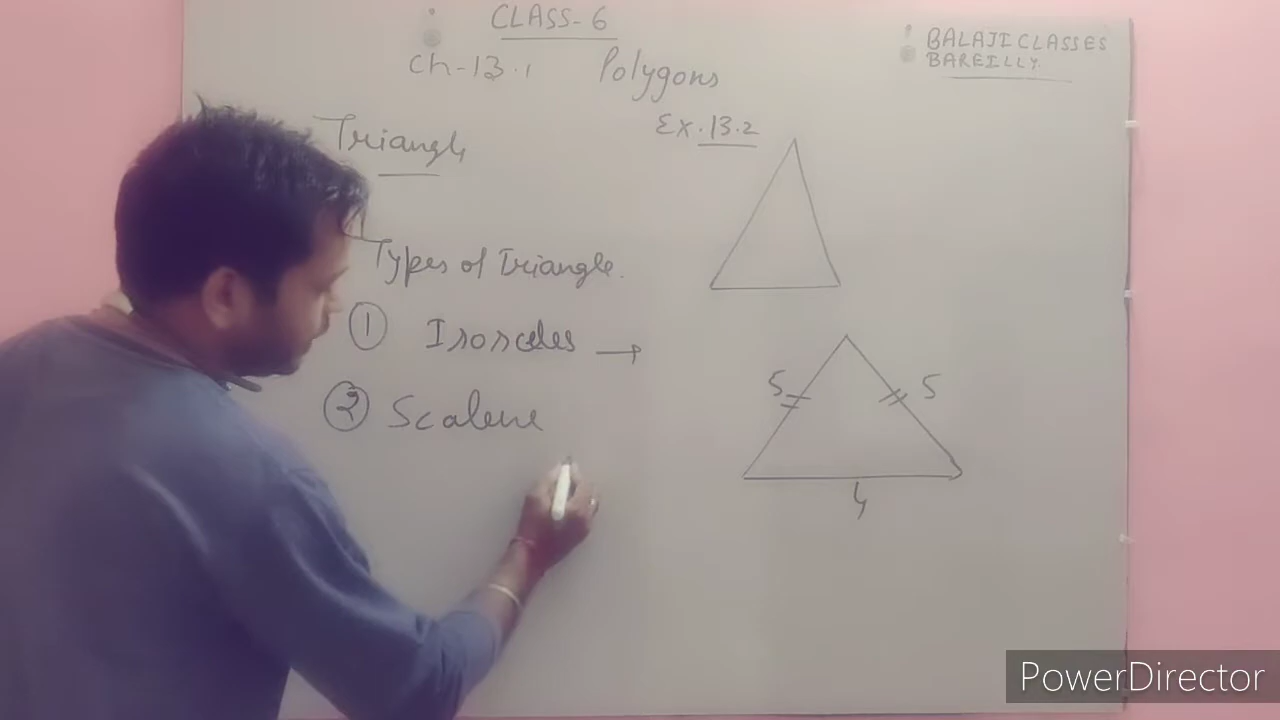 CLASS-6
BALAJI CLASSES
BAREILLY.
Ch-13.1 Polygons
Triangle
Ex. 13.2
Types of Triangle.
① Isosceles →
② Scalene
5 5
4
PowerDirector